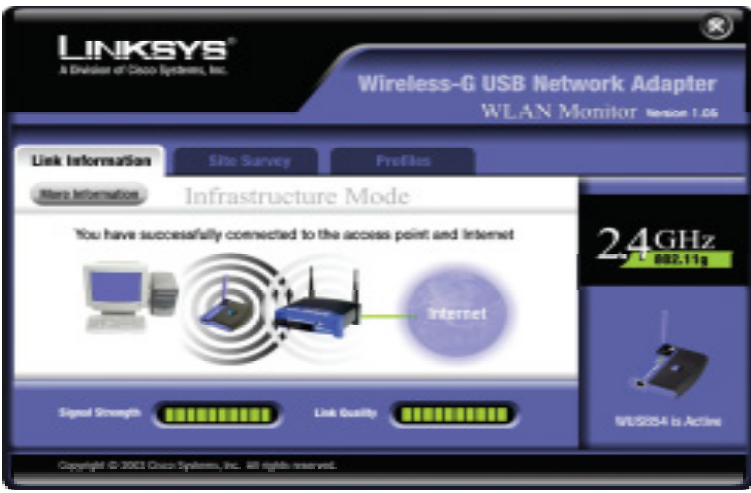 LINKSYS®
A Division of Cisco Systems, Inc.
Wireless-G USB Network Adapter
WLAN Monitor Version 1.05
Link Information
Site Survey
Profiles
More Information
Infrastructure Mode
You have successfully connected to the access point and Internet
Internet
2.4GHz
802.11g
WUSB54 is Active
Signal Strength
Link Quality
Copyright © 2003 Cisco Systems, Inc. All rights reserved.